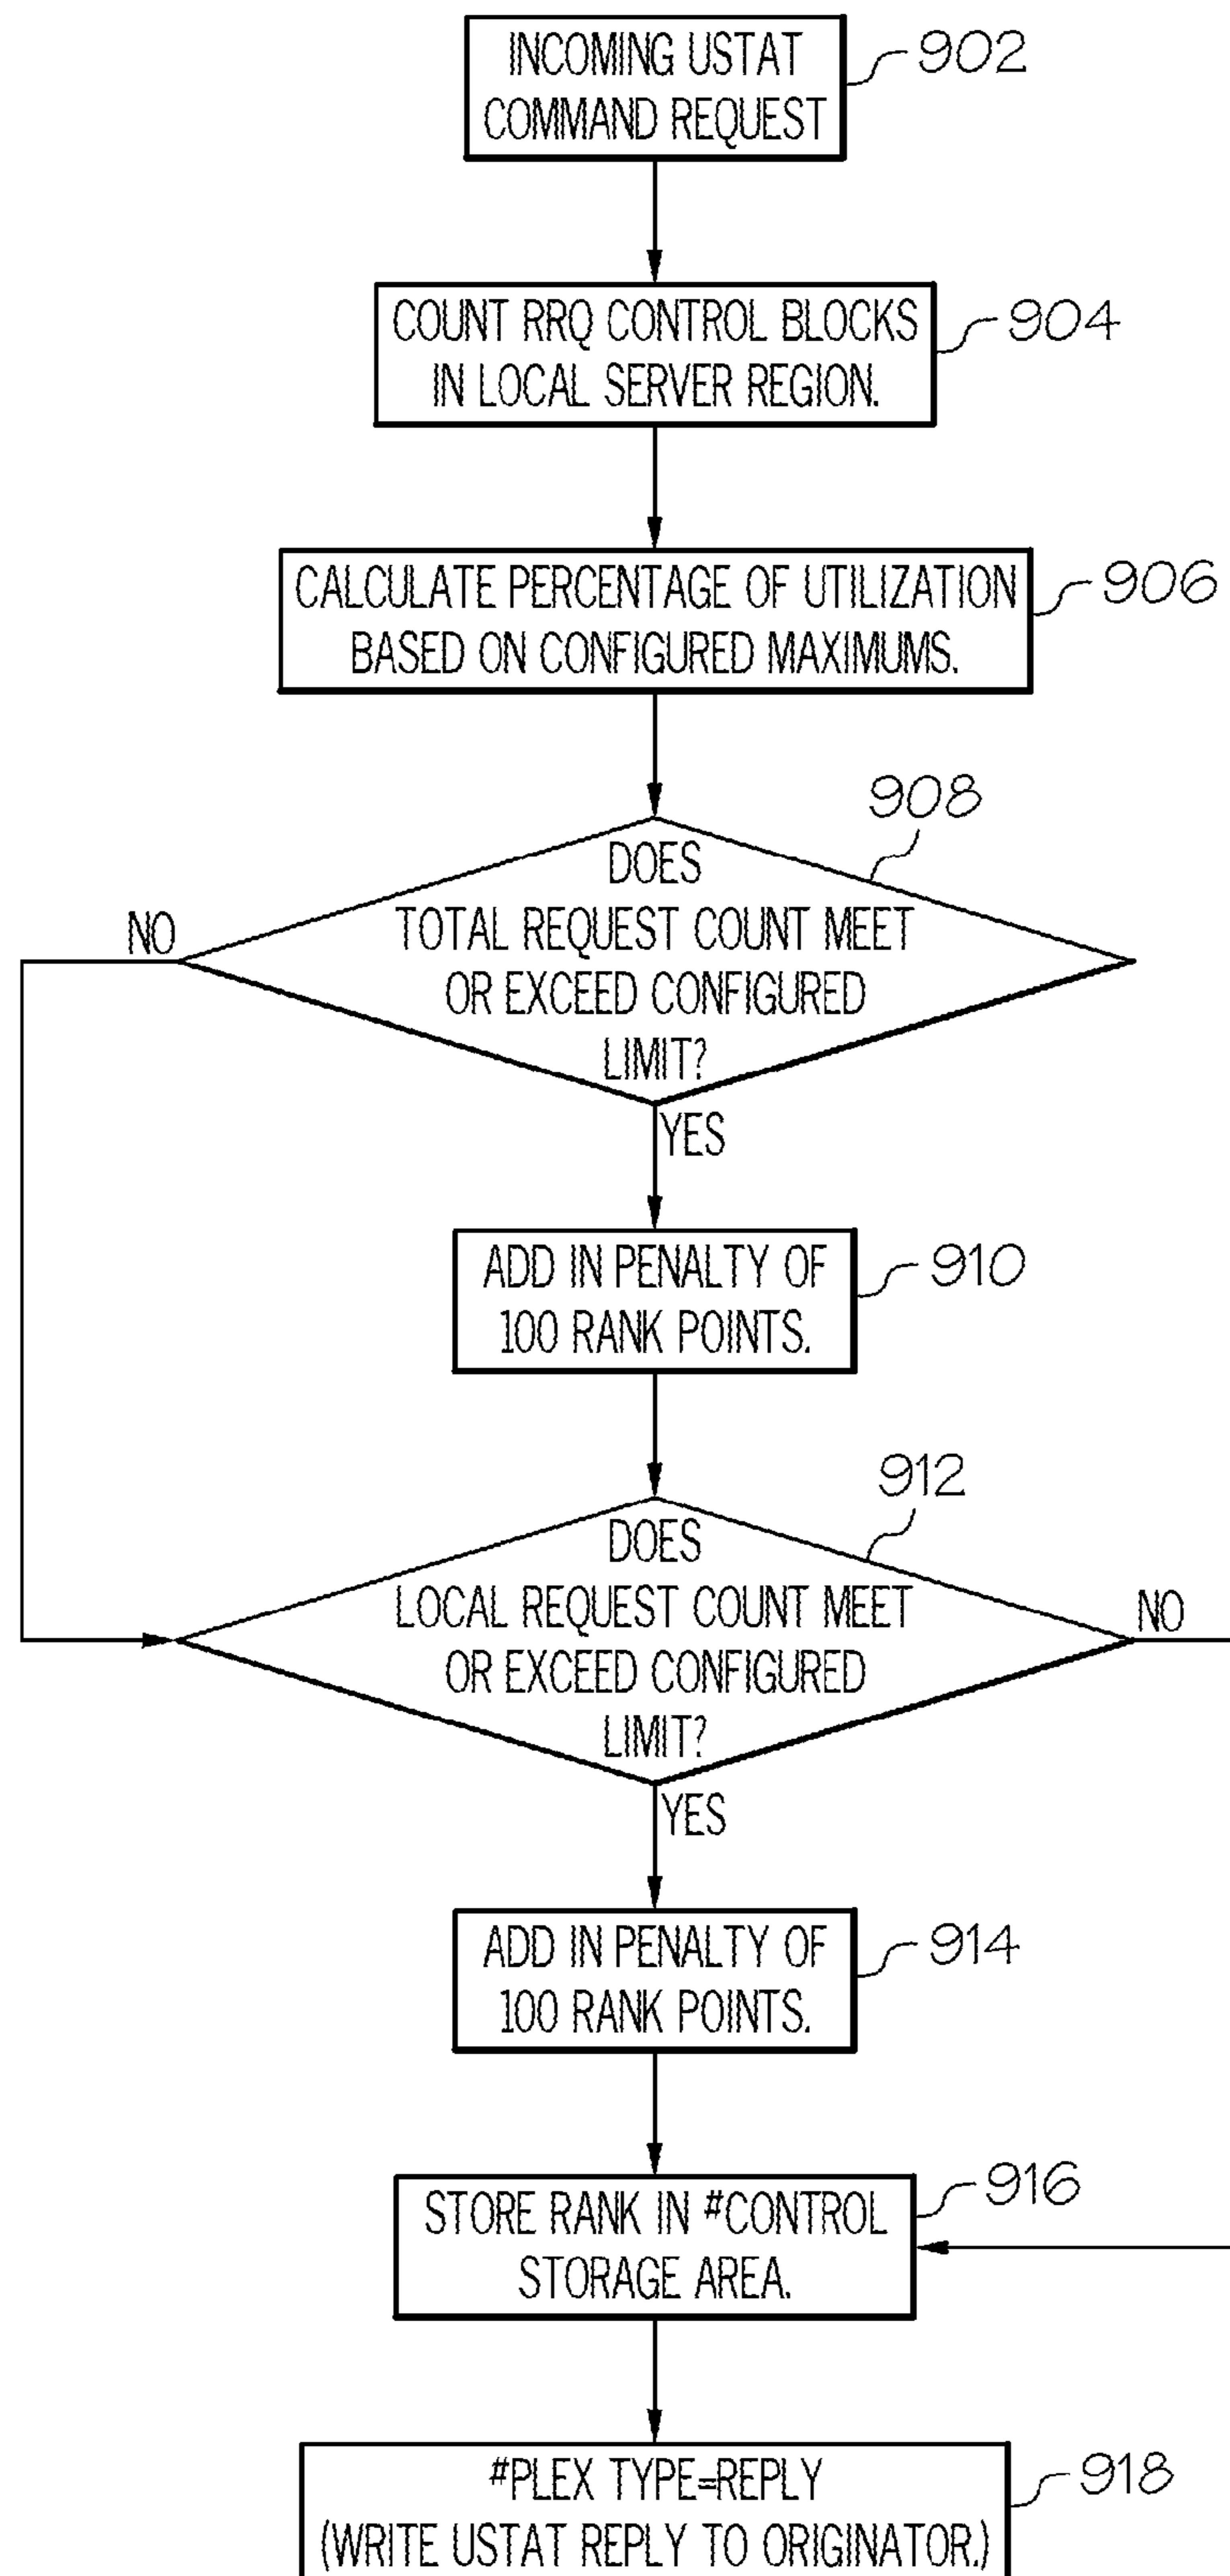 INCOMING USTAT
COMMAND REQUEST
902
COUNT RRQ CONTROL BLOCKS
IN LOCAL SERVER REGION.
904
CALCULATE PERCENTAGE OF UTILIZATION
BASED ON CONFIGURED MAXIMUMS.
906
908
DOES
TOTAL REQUEST COUNT MEET
OR EXCEED CONFIGURED
LIMIT?
NO
YES
ADD IN PENALTY OF
100 RANK POINTS.
910
912
DOES
LOCAL REQUEST COUNT MEET
OR EXCEED CONFIGURED
LIMIT?
NO
YES
ADD IN PENALTY OF
100 RANK POINTS.
914
STORE RANK IN #CONTROL
STORAGE AREA.
916
#PLEX TYPE=REPLY
(WRITE USTAT REPLY TO ORIGINATOR.)
918